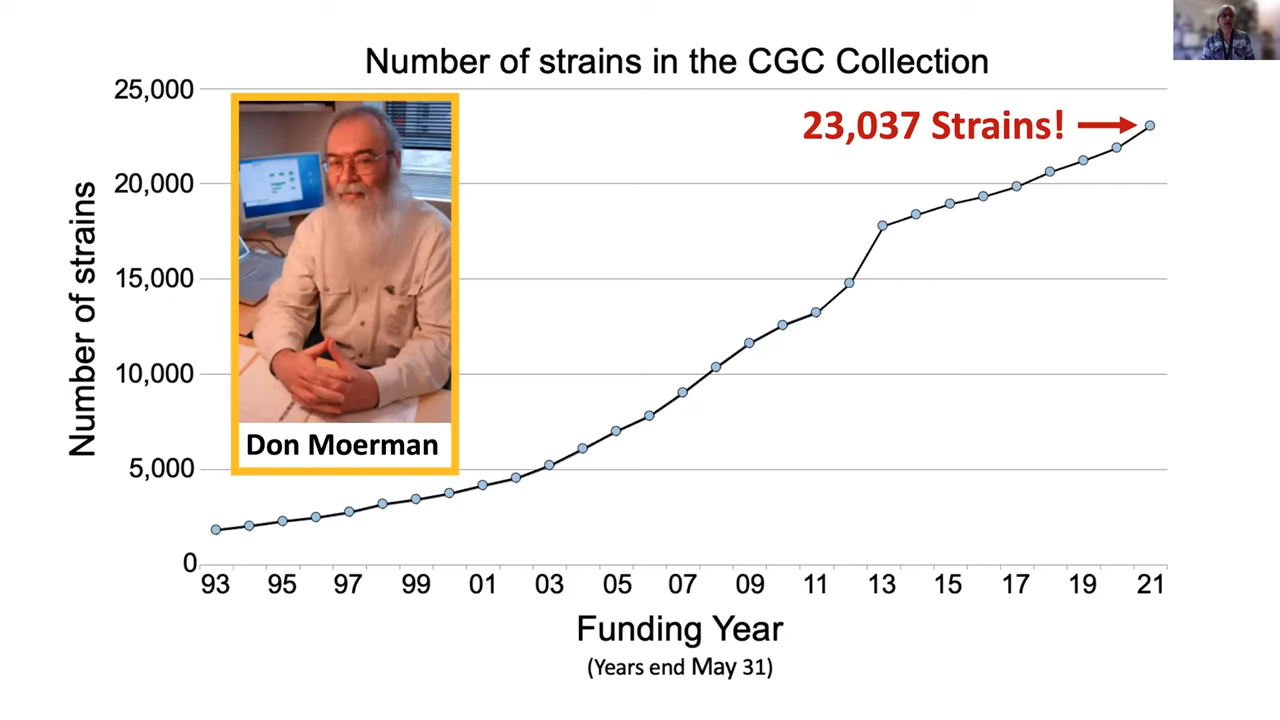 Number of strains in the CGC Collection
25,000
23,037 Strains!
20,000
15,000
10,000
5,000
0
Number of strains
Don Moerman
93 95 97 99 01 03 05 07 09 11 13 15 17 19 21
Funding Year
(Years end May 31)